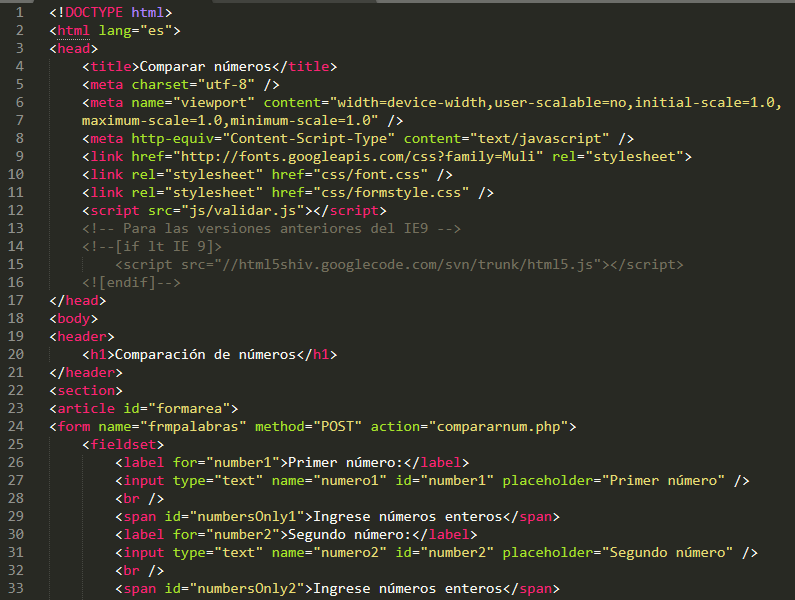 1 <!DOCTYPE html>
2 <html lang="es">
3 <head>
4 <title>Comparar números</title>
5 <meta charset="utf-8" />
6 <meta name="viewport" content="width=device-width,user-scalable=no,initial-scale=1.0,
7 maximum-scale=1.0,minimum-scale=1.0" />
8 <meta http-equiv="Content-Script-Type" content="text/javascript" />
9 <link href="http://fonts.googleapis.com/css?family=Muli" rel="stylesheet">
10 <link rel="stylesheet" href="css/font.css" />
11 <link rel="stylesheet" href="css/formstyle.css" />
12 <script src="js/validar.js"></script>
13 <!-- Para las versiones anteriores del IE9 -->
14 <!--[if lt IE 9]>
15 <script src="//html5shiv.googlecode.com/svn/trunk/html5.js"></script>
16 <![endif]-->
17 </head>
18 <body>
19 <header>
20 <h1>Comparación de números</h1>
21 </header>
22 <section>
23 <article id="formarea">
24 <form name="frmpalabras" method="POST" action="compararnum.php">
25 <fieldset>
26 <label for="number1">Primer número:</label>
27 <input type="text" name="numero1" id="number1" placeholder="Primer número" />
28 <br />
29 <span id="numbersOnly1">Ingrese números enteros</span>
30 <label for="number2">Segundo número:</label>
31 <input type="text" name="numero2" id="number2" placeholder="Segundo número" />
32 <br />
33 <span id="numbersOnly2">Ingrese números enteros</span>